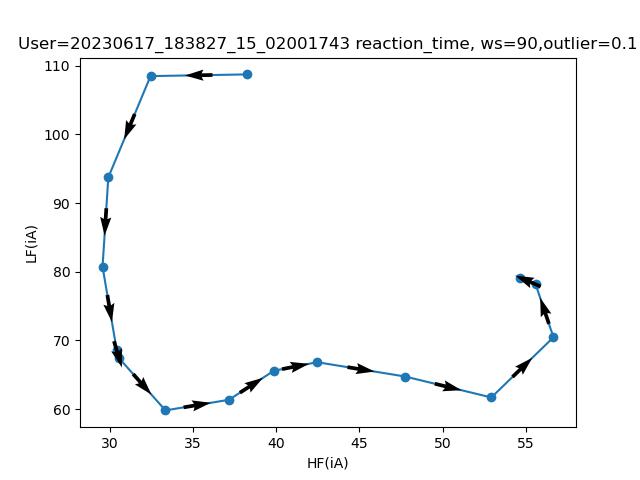 User=20230617_183827_15_02001743 reaction_time, ws=90,outlier=0.1
110
100
90
80
70
60
LF(iA)
30 35 40 45 50 55
HF(iA)